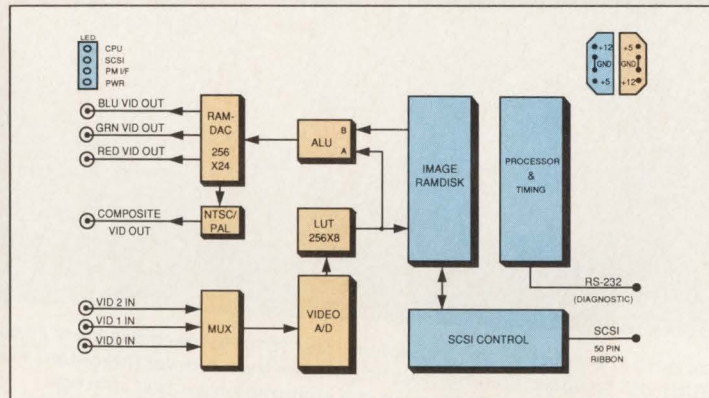 LED
CPU
SCSI
PM I/F
PWR
+12
GND
+5
+5
GND
+12
BLU VID OUT
GRN VID OUT
RED VID OUT
RAM-
DAC
256
X24
ALU
B
A
IMAGE
RAMDISK
PROCESSOR
&
TIMING
COMPOSITE
VID OUT
NTSC/
PAL
LUT
256X8
VID 2 IN
VID 1 IN
VID 0 IN
MUX
VIDEO
A/D
SCSI CONTROL
RS-232
(DIAGNOSTIC)
SCSI
50 PIN
RIBBON